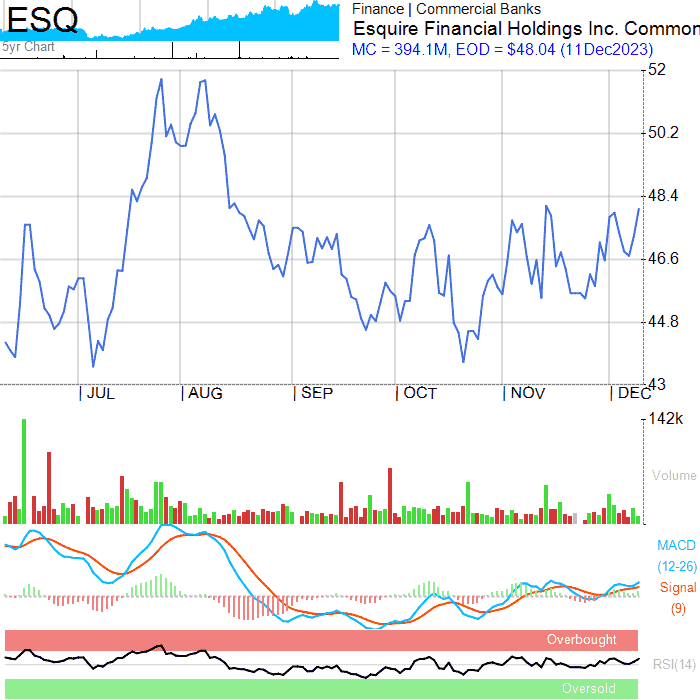 ESQ
5yr Chart
Finance | Commercial Banks
Esquire Financial Holdings Inc. Common
MC = 394.1M, EOD = $48.04 (11Dec2023)
52
50.2
48.4
46.6
44.8
43
JUL AUG SEP OCT NOV DEC
142k
Volume
MACD
(12-26)
Signal
(9)
Overbought
RSI(14)
Oversold